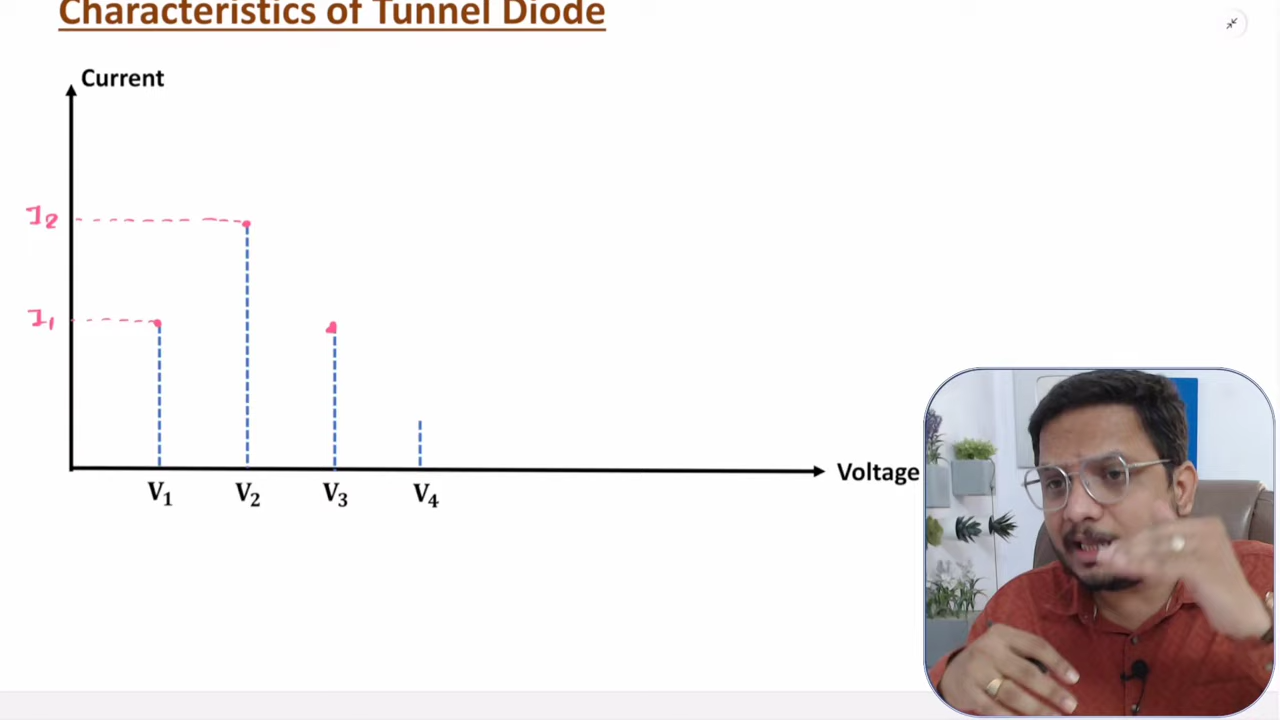 Characteristics of Tunnel Diode
Current
I2
I1
Voltage
V1 V2 V3 V4